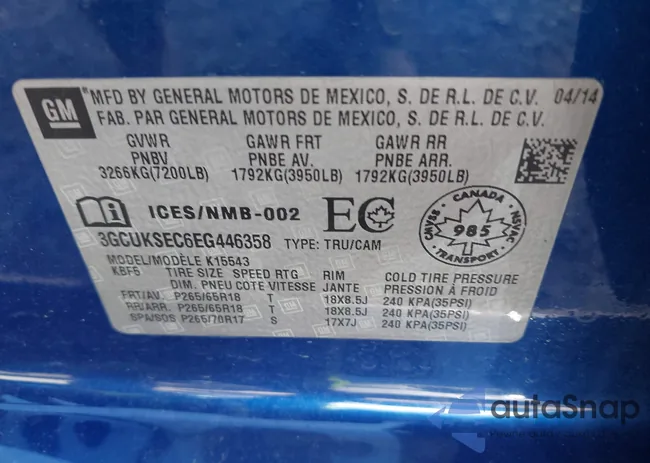 GM
*MFD BY GENERAL MOTORS DE MEXICO, S. DE R.L. DE C.V. 04/14
FAB. PAR GENERAL MOTORS DE MEXICO, S. DE R.L. DE C.V.
GVWR GAWR FRT GAWR RR
PNBV PNBE AV. PNBE ARR.
3266KG(7200LB) 1792KG(3950LB) 1792KG(3950LB)
ICES/NMB-002 EC
CANADA
CMVSS NSVAC
985
TRANSPORT
3GCUKSEC6EG446358 TYPE: TRU/CAM
MODEL/MODÈLE K15543
KBF6 TIRE SIZE SPEED RTG RIM COLD TIRE PRESSURE
DIM. PNEU COTE VITESSE JANTE PRESSION À FROID
FRT/AV. P265/65R18 T 18X8.5J 240 KPA(35PSI)
RR/ARR. P265/65R18 T 18X8.5J 240 KPA(35PSI)
SPA/SOS P265/70R17 S 17X7J 240 KPA(35PSI)
autoSnap